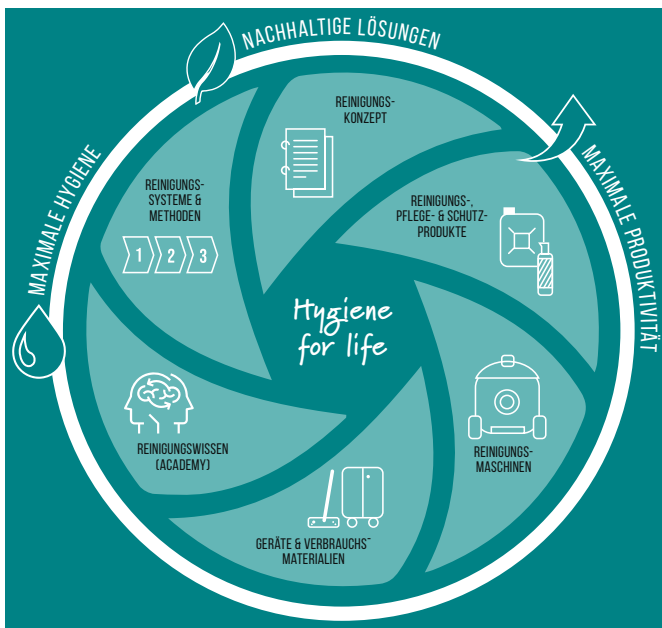 NACHHALTIGE LÖSUNGEN
MAXIMALE HYGIENE
MAXIMALE PRODUKTIVITÄT
REINIGUNGS-
KONZEPT
REINIGUNGS-,
PFLEGE- & SCHUTZ-
PRODUKTE
REINIGUNGS-
MASCHINEN
GERÄTE & VERBRAUCHS-
MATERIALIEN
REINIGUNGSWISSEN
(ACADEMY)
REINIGUNGS-
SYSTEME &
METHODEN
1 2 3
Hygiene
for life